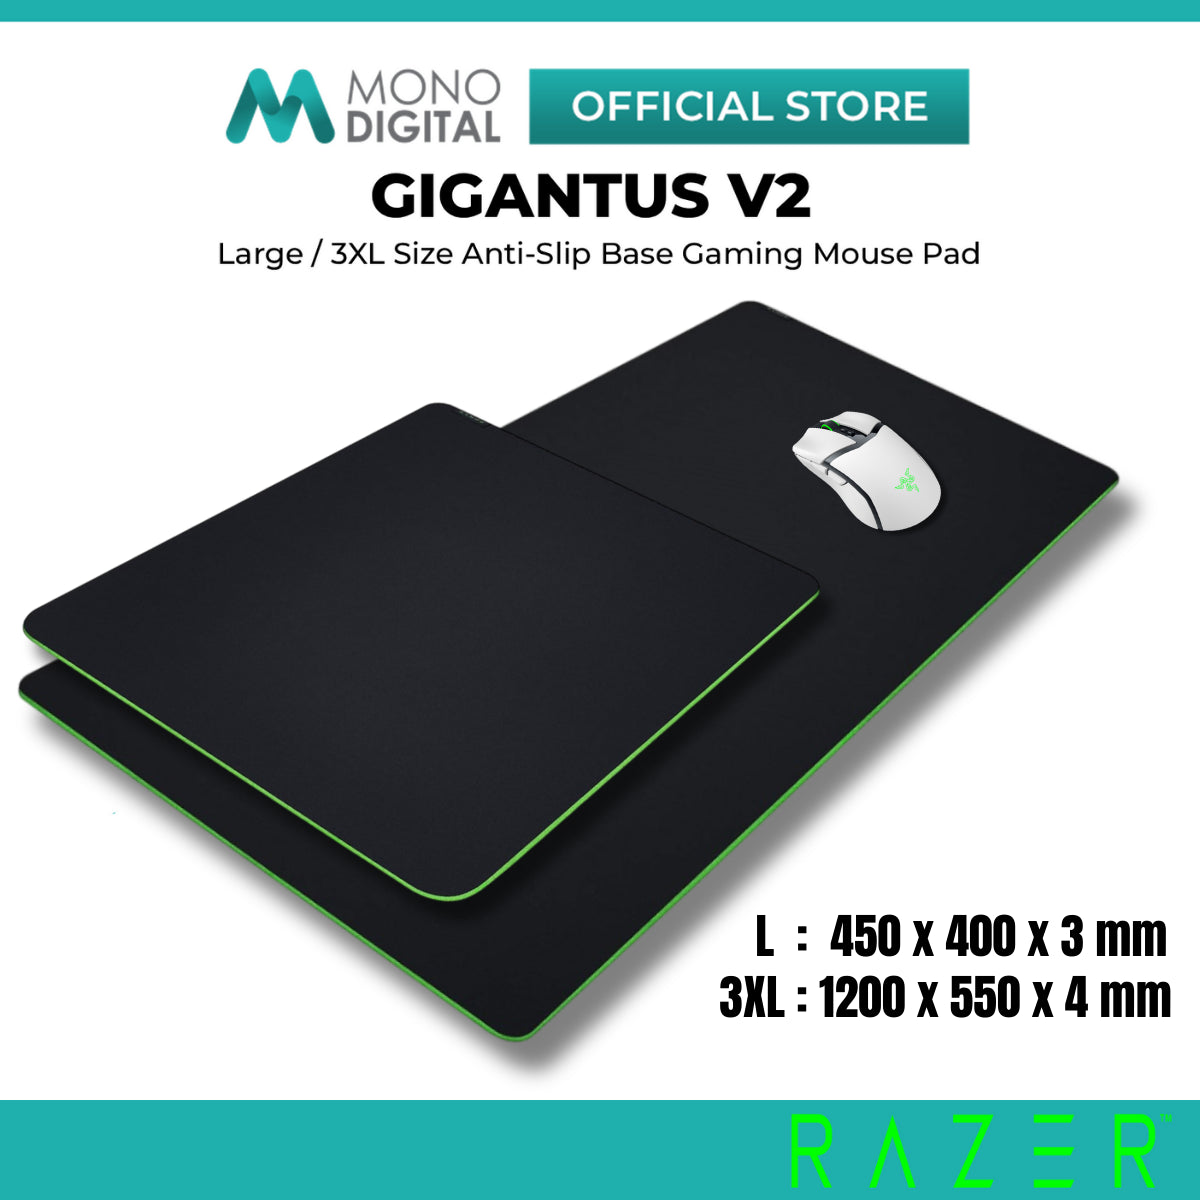 MONO
DIGITAL
OFFICIAL STORE
GIGANTUS V2
Large / 3XL Size Anti-Slip Base Gaming Mouse Pad
L : 450 x 400 x 3 mm
3XL : 1200 x 550 x 4 mm
RAZER™